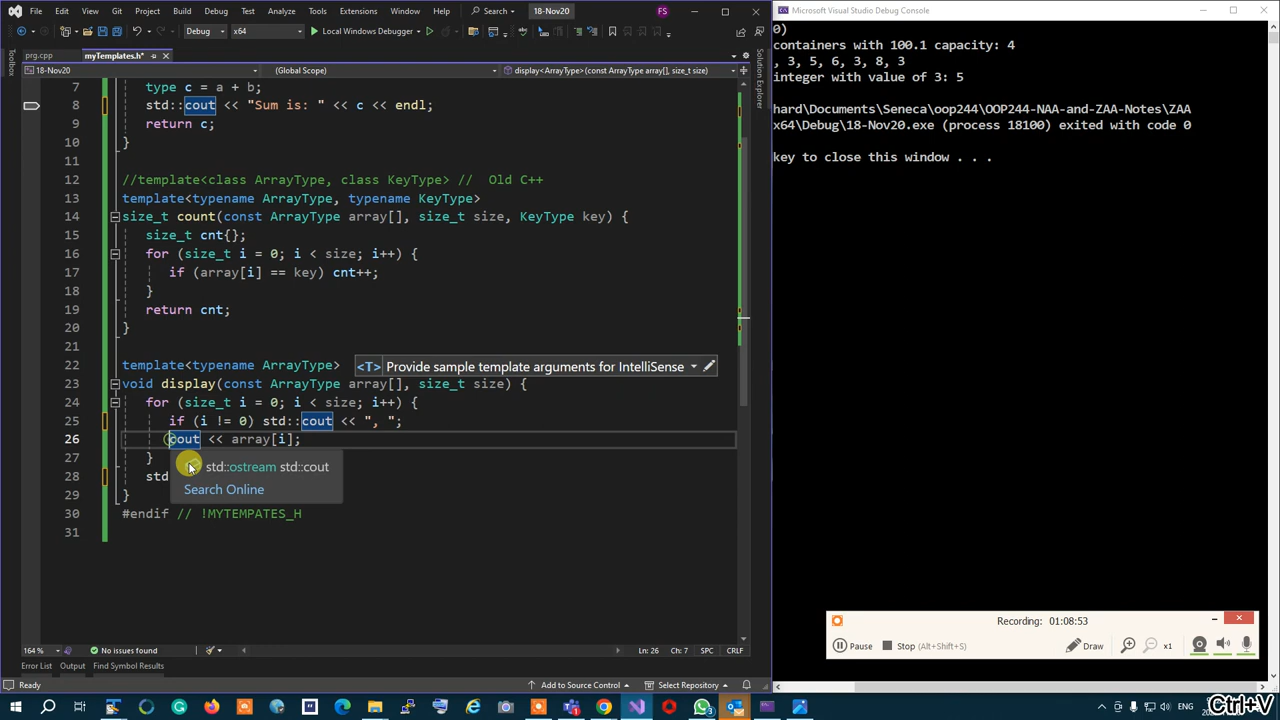 File Edit View Git Project Build Debug Test Analyze Tools Extensions Window Help Search 18-Nov20 FS
Debug x64 Local Windows Debugger
prg.cpp myTemplates.h*
18-Nov20 (Global Scope) display<ArrayType>(const ArrayType array[], size_t size)
7 type c = a + b;
8 std::cout << "Sum is: " << c << endl;
9 return c;
10 }
11
12 //template<class ArrayType, class KeyType> // Old C++
13 template<typename ArrayType, typename KeyType>
14 size_t count(const ArrayType array[], size_t size, KeyType key) {
15 size_t cnt{};
16 for (size_t i = 0; i < size; i++) {
17 if (array[i] == key) cnt++;
18 }
19 return cnt;
20 }
21
22 template<typename ArrayType>
<T> Provide sample template arguments for IntelliSense
23 void display(const ArrayType array[], size_t size) {
24 for (size_t i = 0; i < size; i++) {
25 if (i != 0) std::cout << ", ";
26 cout << array[i];
27 }
std::ostream std::cout
28 std
Search Online
29 }
30 #endif // !MYTEMPATES_H
31
164 % No issues found Ln: 26 Ch: 7 SPC CRLF
Error List Output Find Symbol Results
Ready Add to Source Control Select Repository
Toolbox
Solution Explorer
Microsoft Visual Studio Debug Console
0)
containers with 100.1 capacity: 4
, 3, 5, 6, 3, 8, 3
integer with value of 3: 5
hard\Documents\Seneca\oop244\OOP244-NAA-and-ZAA-Notes\ZAA
x64\Debug\18-Nov20.exe (process 18100) exited with code 0
key to close this window . . .
Recording: 01:08:53
Pause Stop (Alt+Shift+S) Draw x1
ENG
Ctrl+V